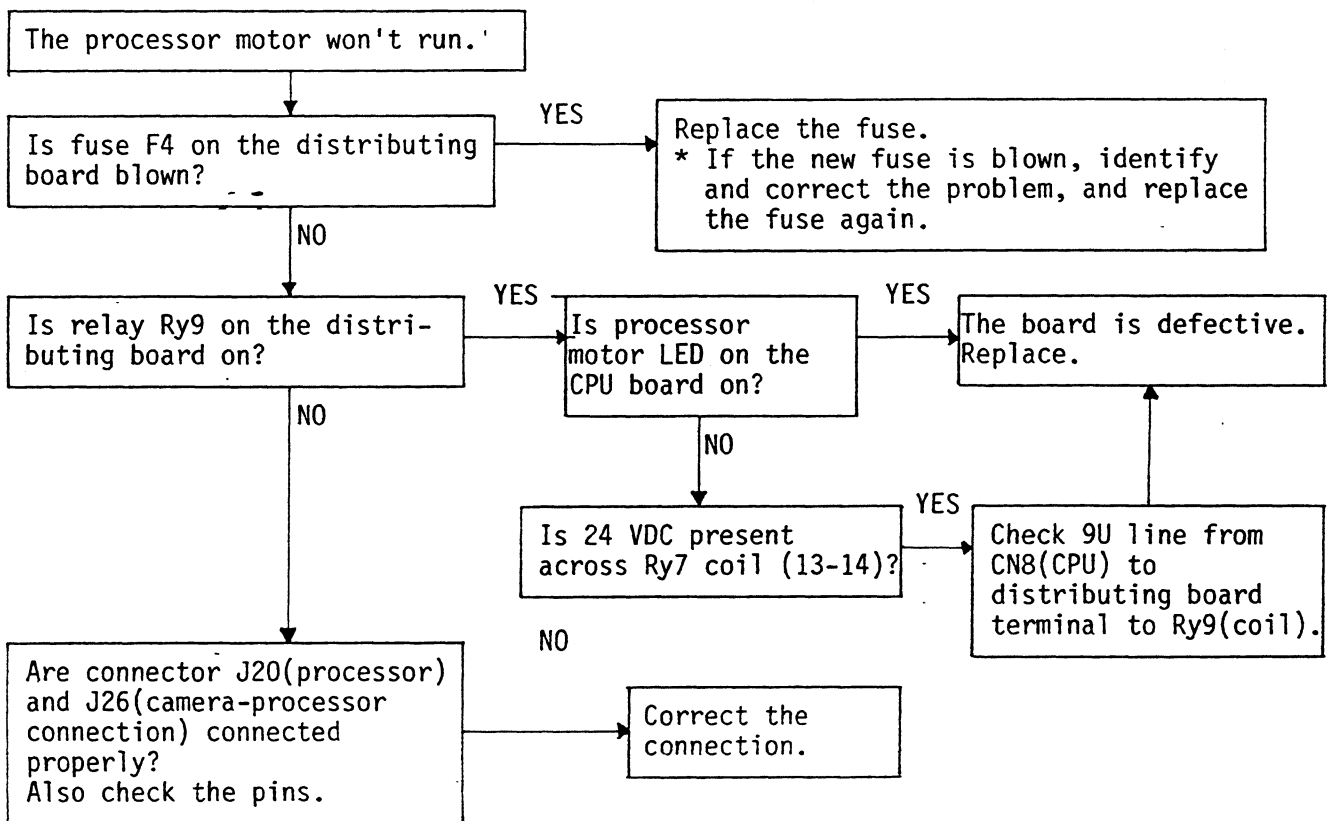 The processor motor won't run.
YES
Is fuse F4 on the distributing
board blown?
Replace the fuse.
* If the new fuse is blown, identify
and correct the problem, and replace
the fuse again.
NO
Is relay Ry9 on the distri-
buting board on?
YES
Is processor
motor LED on the
CPU board on?
YES
The board is defective.
Replace.
NO
NO
Is 24 VDC present
across Ry7 coil (13-14)?
YES
Check 9U line from
CN8(CPU) to
distributing board
terminal to Ry9(coil).
NO
Are connector J20(processor)
and J26(camera-processor
connection) connected
properly?
Also check the pins.
Correct the
connection.